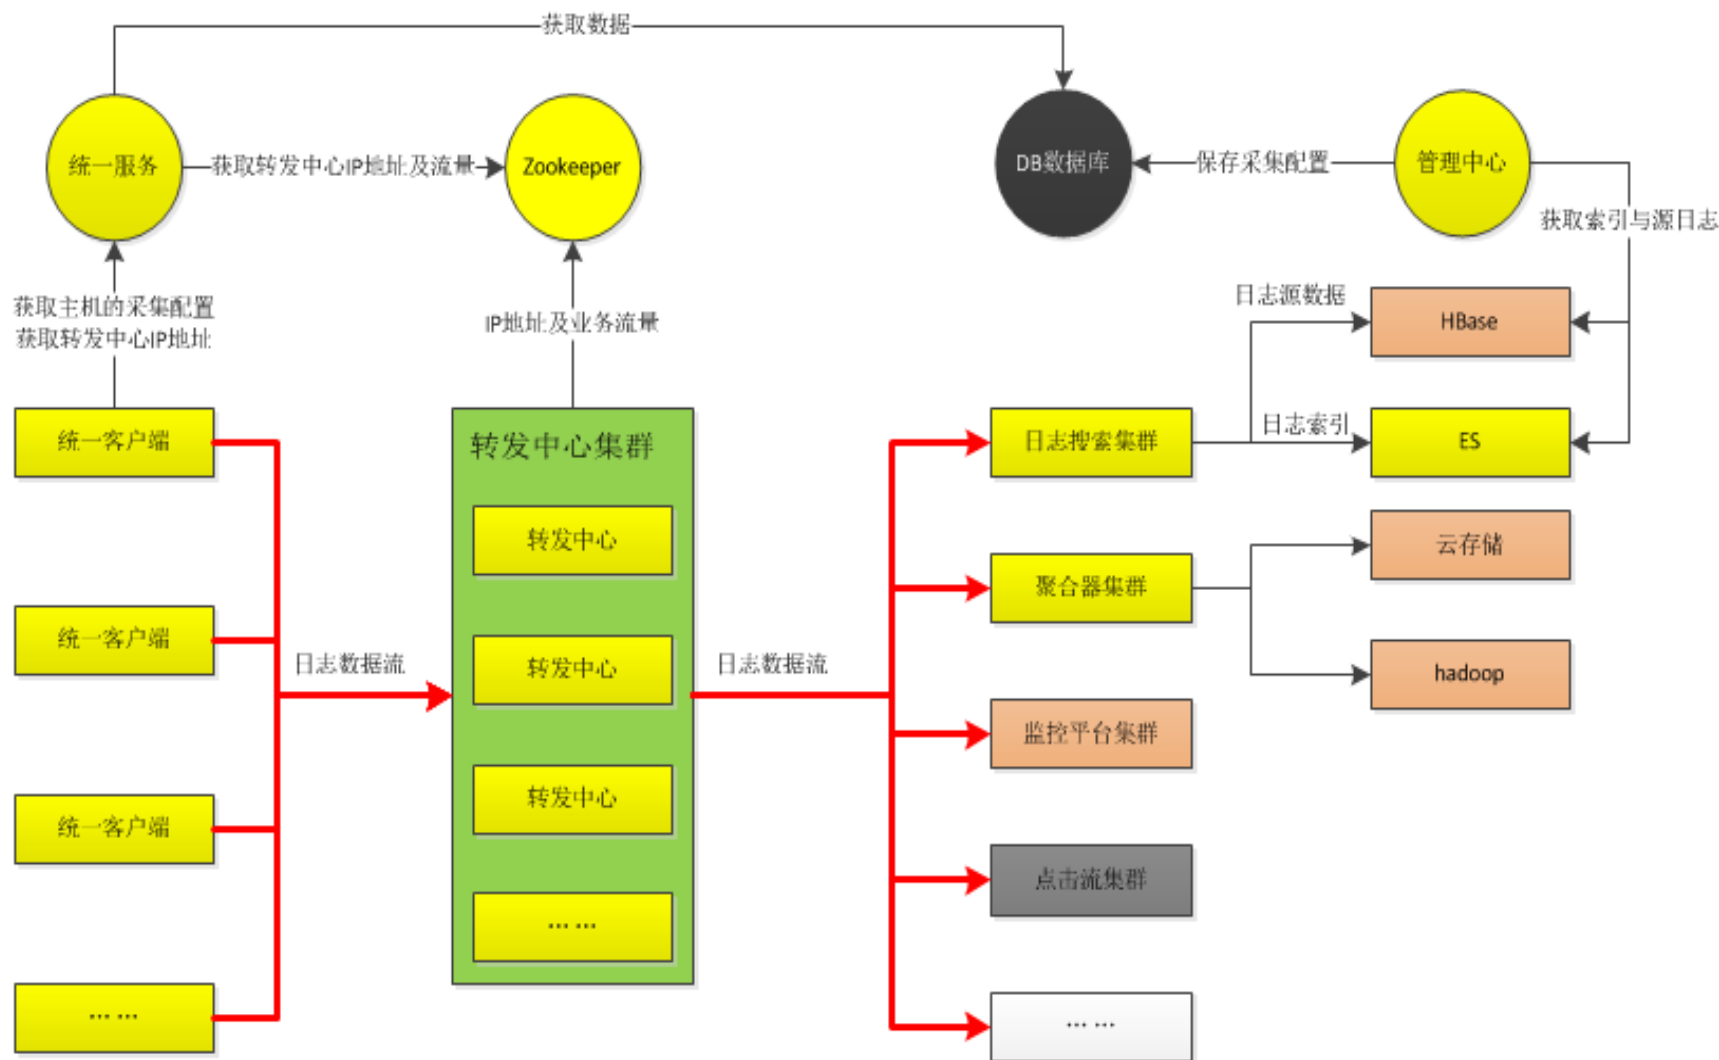 获取数据
统一服务
获取转发中心IP地址及流量
Zookeeper
DB数据库
保存采集配置
管理中心
获取索引与源日志
获取主机的采集配置
获取转发中心IP地址
IP地址及业务流量
日志源数据
HBase
统一客户端
转发中心集群
日志搜索集群
日志索引
ES
转发中心
聚合器集群
云存储
统一客户端
日志数据流
转发中心
日志数据流
hadoop
监控平台集群
统一客户端
转发中心
点击流集群
... ...
... ...
... ...